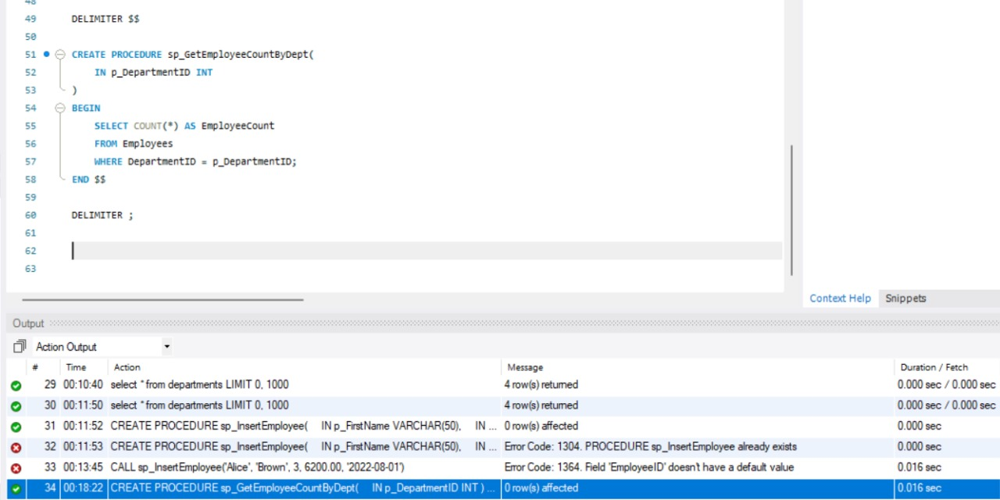 48
49 DELIMITER $$
50
51 CREATE PROCEDURE sp_GetEmployeeCountByDept(
52 IN p_DepartmentID INT
53 )
54 BEGIN
55 SELECT COUNT(*) AS EmployeeCount
56 FROM Employees
57 WHERE DepartmentID = p_DepartmentID;
58 END $$
59
60 DELIMITER ;
61
62
63
Context Help Snippets
Output
Action Output
# Time Action Message Duration / Fetch
29 00:10:40 select * from departments LIMIT 0, 1000 4 row(s) returned 0.000 sec / 0.000 sec
30 00:11:50 select * from departments LIMIT 0, 1000 4 row(s) returned 0.000 sec / 0.000 sec
31 00:11:52 CREATE PROCEDURE sp_InsertEmployee( IN p_FirstName VARCHAR(50), IN ... 0 row(s) affected 0.000 sec
32 00:11:53 CREATE PROCEDURE sp_InsertEmployee( IN p_FirstName VARCHAR(50), IN ... Error Code: 1304. PROCEDURE sp_InsertEmployee already exists 0.000 sec
33 00:13:45 CALL sp_InsertEmployee('Alice', 'Brown', 3, 6200.00, '2022-08-01') Error Code: 1364. Field 'EmployeeID' doesn't have a default value 0.016 sec
34 00:18:22 CREATE PROCEDURE sp_GetEmployeeCountByDept( IN p_DepartmentID INT ) ... 0 row(s) affected 0.016 sec